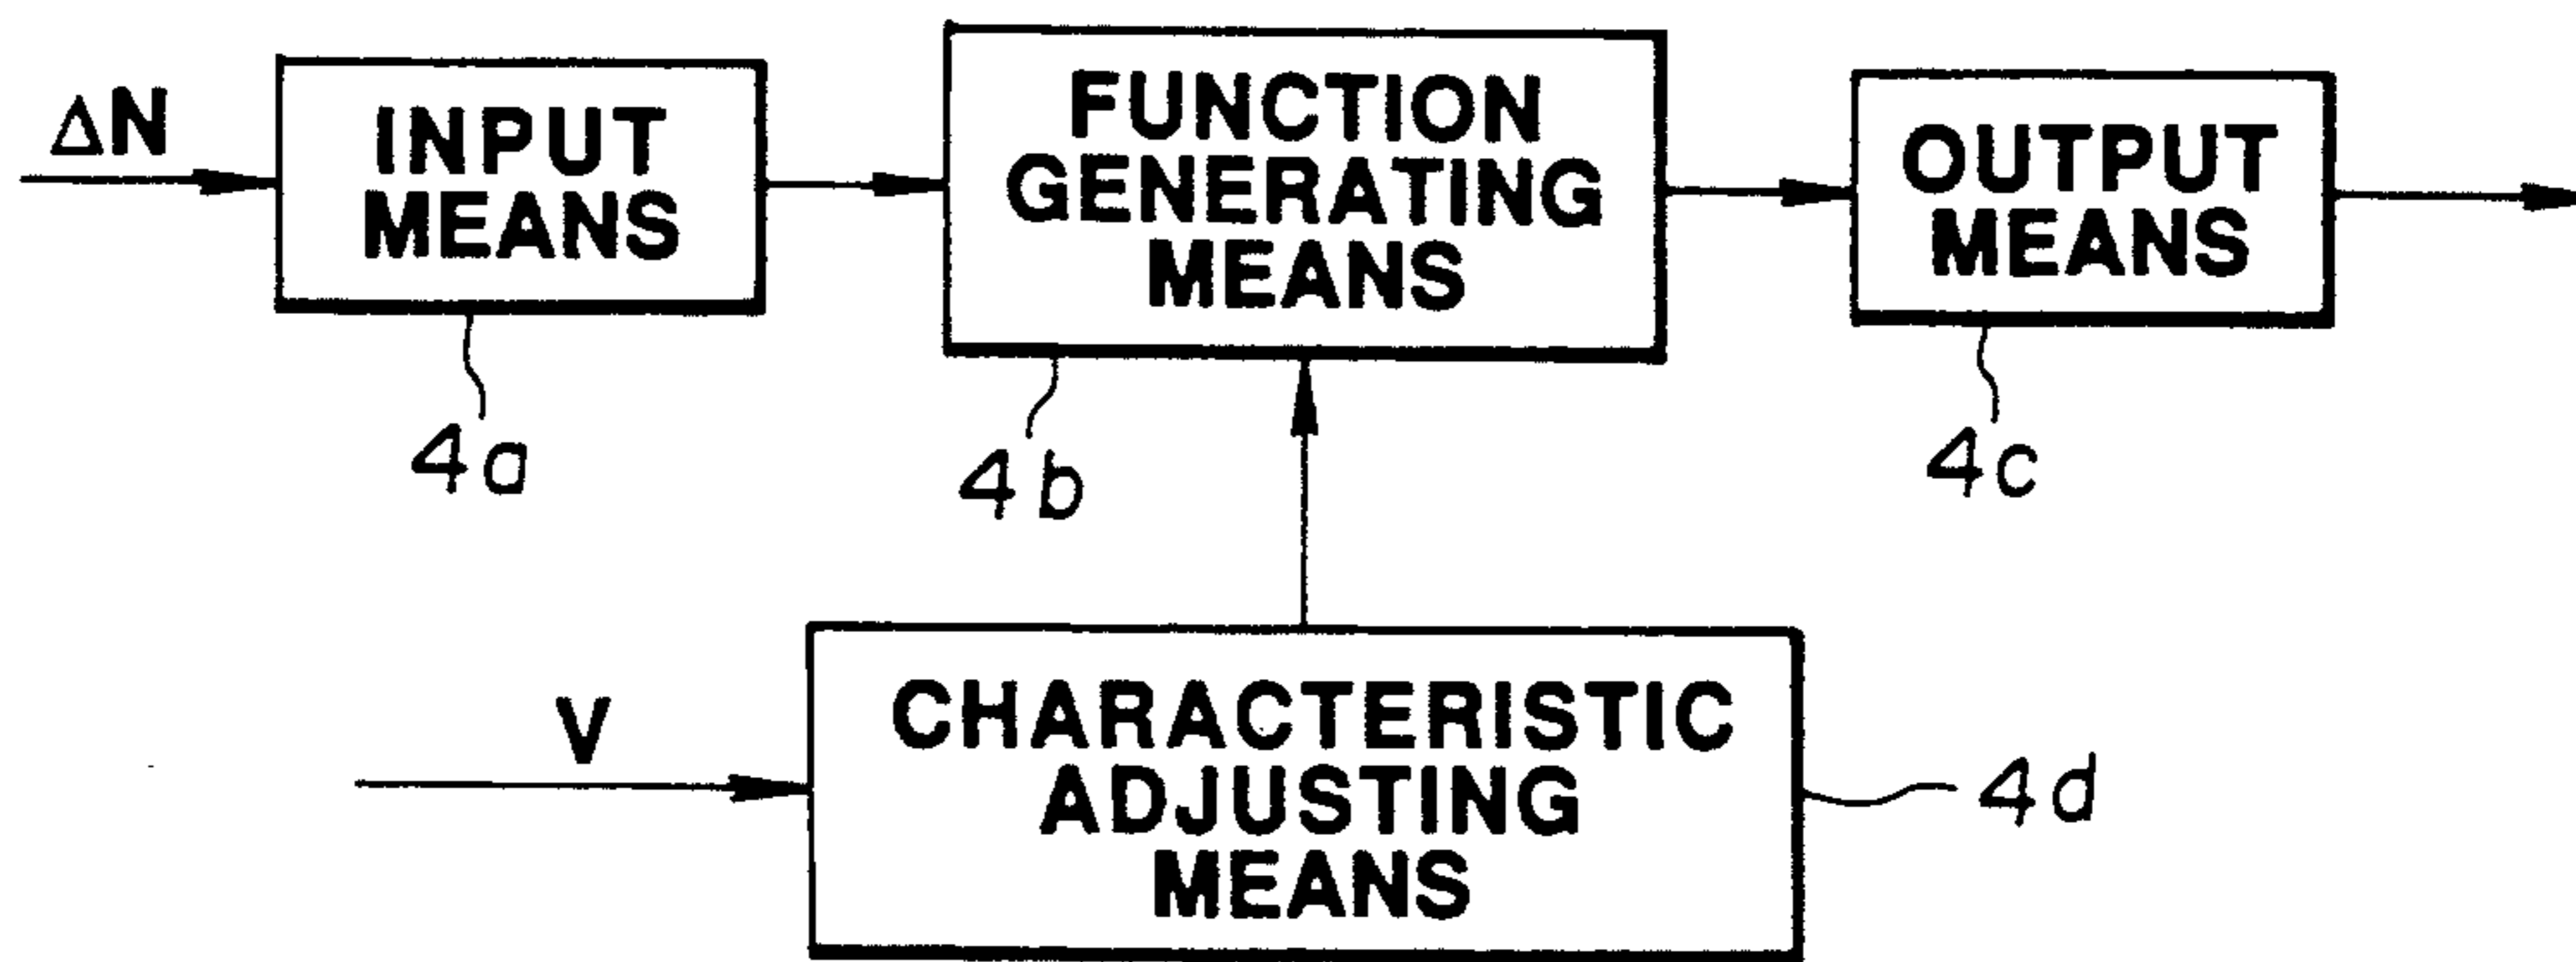 ΔN
INPUT
MEANS
4a
FUNCTION
GENERATING
MEANS
4b
OUTPUT
MEANS
4c
V
CHARACTERISTIC
ADJUSTING
MEANS
4d